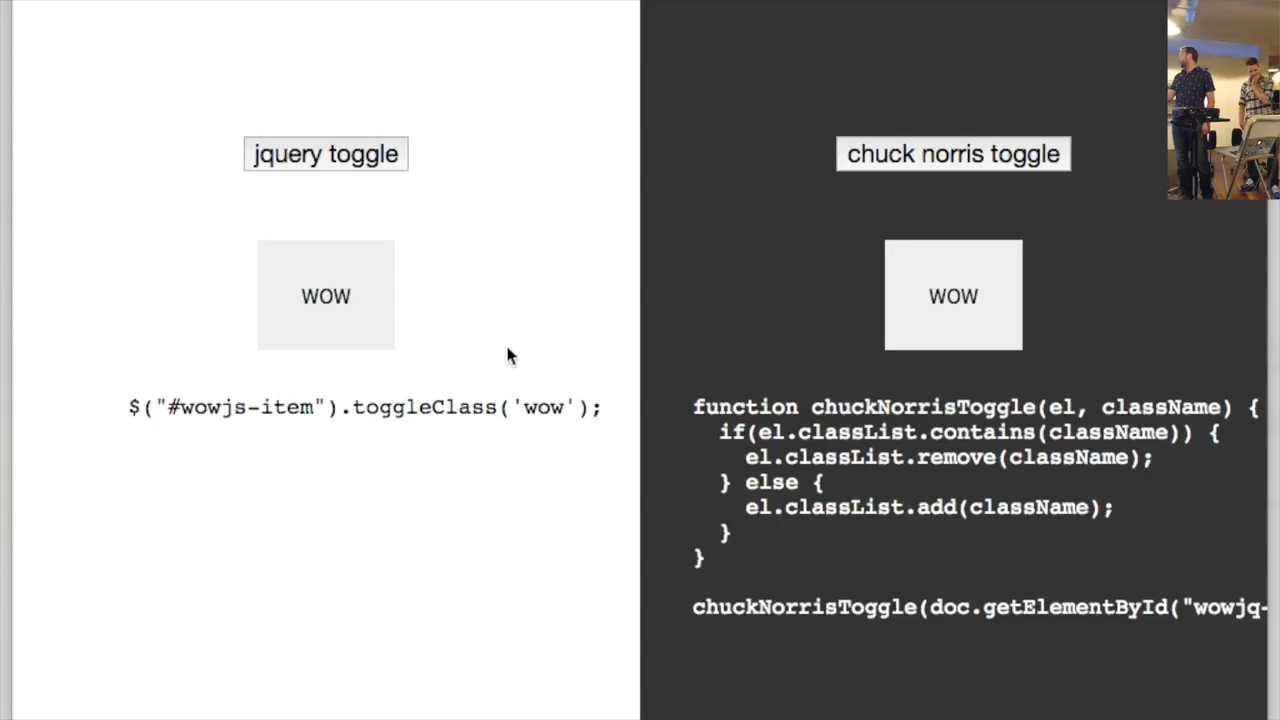 jquery toggle
WOW
$("#wowjs-item").toggleClass('wow');
chuck norris toggle
WOW
function chuckNorrisToggle(el, className) {
  if(el.classList.contains(className)) {
    el.classList.remove(className);
  } else {
    el.classList.add(className);
  }
}
chuckNorrisToggle(doc.getElementById("wowjq-